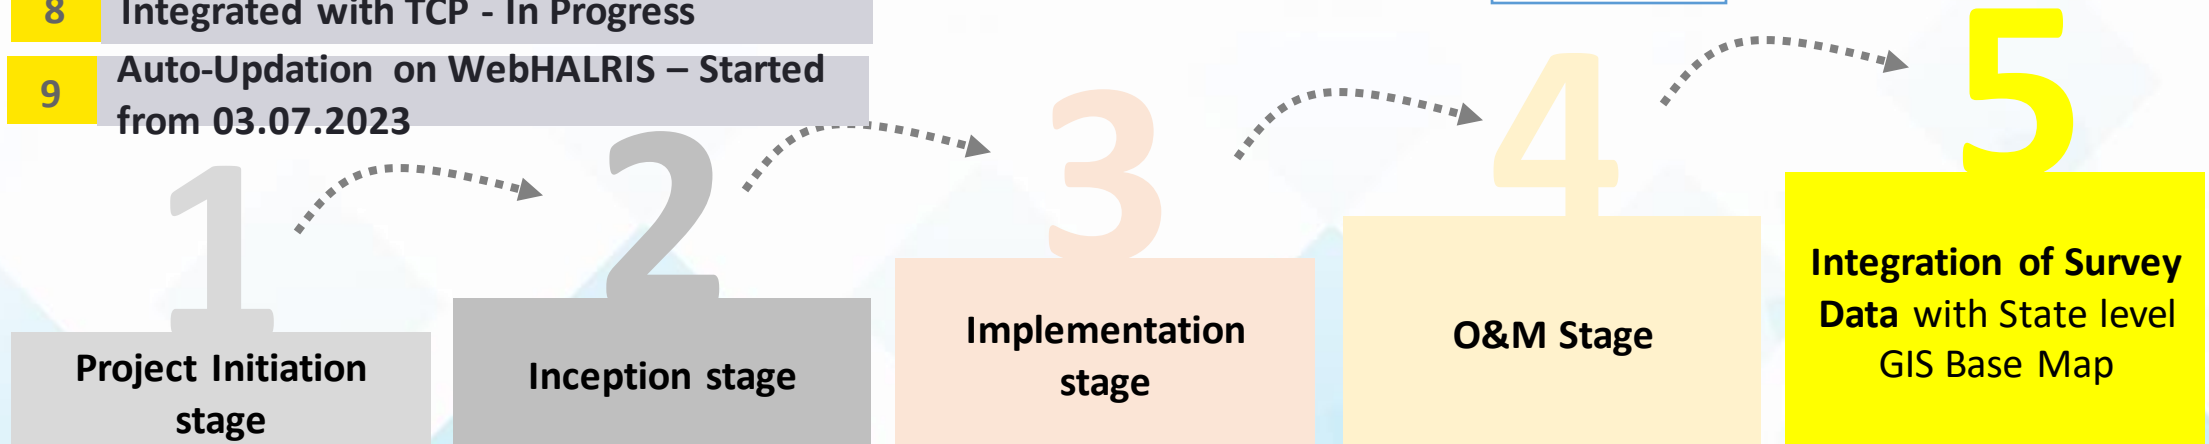 8
Integrated with TCP - In Progress
9
Auto-Updation on WebHALRIS – Started
from 03.07.2023
1
Project Initiation
stage
2
Inception stage
3
Implementation
stage
4
O&M Stage
5
Integration of Survey
Data with State level
GIS Base Map